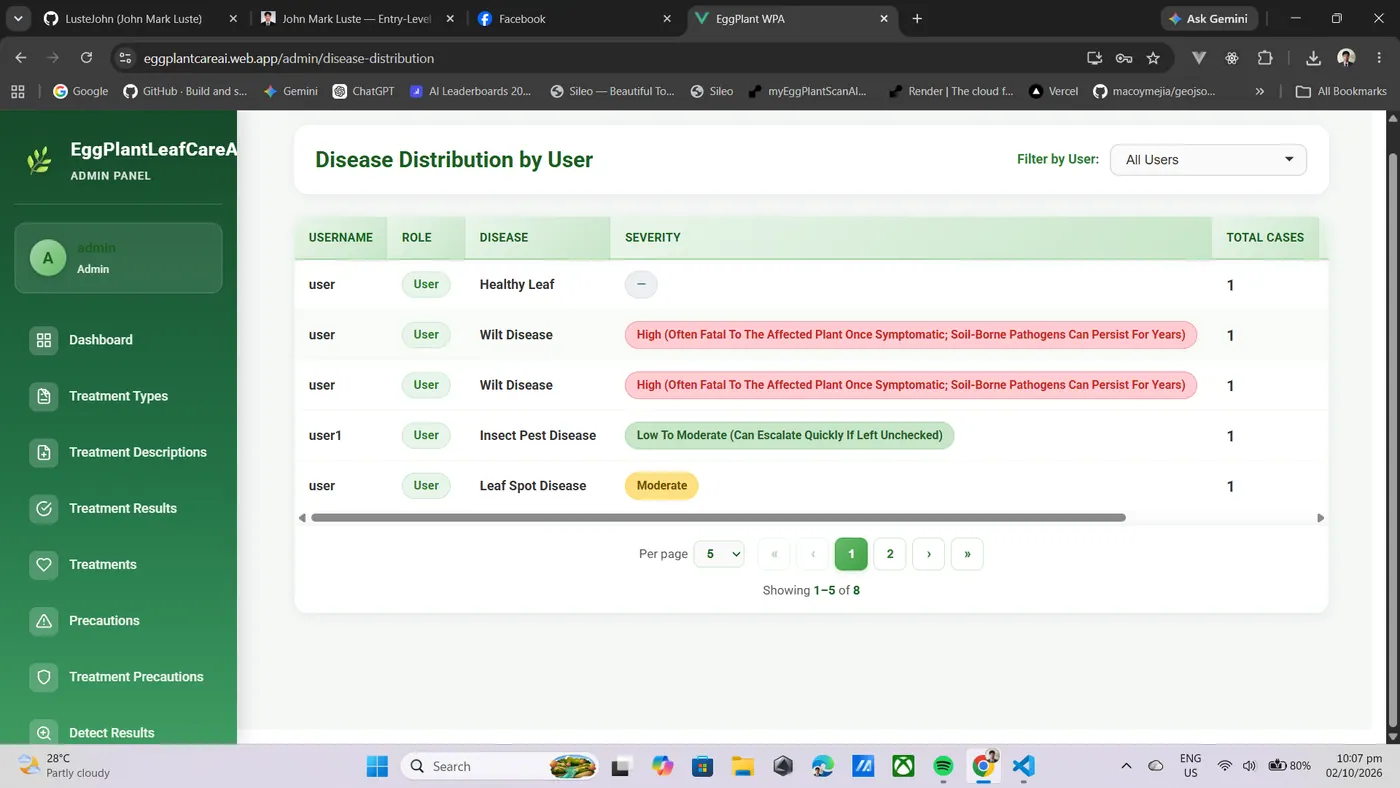 LusteJohn (John Mark Luste)
John Mark Luste — Entry-Level
Facebook
EggPlant WPA
Ask Gemini
eggplantcareai.web.app/admin/disease-distribution
Google
GitHub · Build and s...
Gemini
ChatGPT
AI Leaderboards 20...
Sileo — Beautiful To...
Sileo
myEggPlantScanAI...
Render | The cloud f...
Vercel
macoymejia/geojso...
»
All Bookmarks
EggPlantLeafCareA
ADMIN PANEL
A
admin
Admin
Dashboard
Treatment Types
Treatment Descriptions
Treatment Results
Treatments
Precautions
Treatment Precautions
Detect Results
Disease Distribution by User
Filter by User:
All Users
USERNAME ROLE DISEASE SEVERITY TOTAL CASES
user User Healthy Leaf — 1
user User Wilt Disease High (Often Fatal To The Affected Plant Once Symptomatic; Soil-Borne Pathogens Can Persist For Years) 1
user User Wilt Disease High (Often Fatal To The Affected Plant Once Symptomatic; Soil-Borne Pathogens Can Persist For Years) 1
user1 User Insect Pest Disease Low To Moderate (Can Escalate Quickly If Left Unchecked) 1
user User Leaf Spot Disease Moderate 1
Per page 5 « ‹ 1 2 › »
Showing 1–5 of 8
28°C
Partly cloudy
Search
ENG
US
80%
10:07 pm
02/10/2026